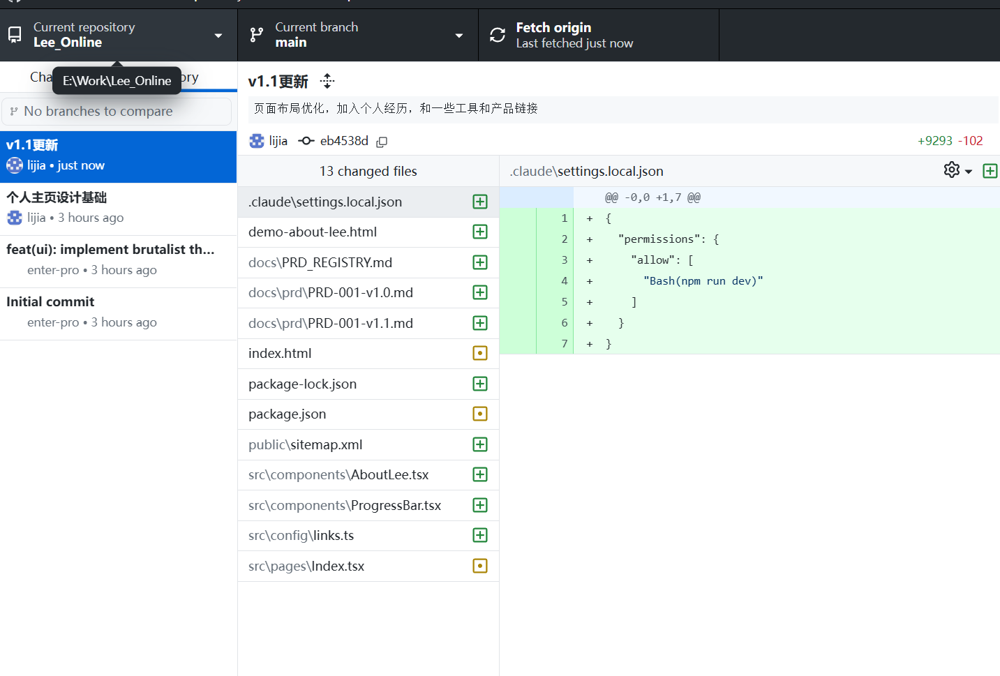 Current repository
Lee_Online
Current branch
main
Fetch origin
Last fetched just now
Cha
ory
E:\Work\Lee_Online
No branches to compare
v1.1更新
lijia • just now
个人主页设计基础
lijia • 3 hours ago
feat(ui): implement brutalist th...
enter-pro • 3 hours ago
Initial commit
enter-pro • 3 hours ago
v1.1更新
页面布局优化，加入个人经历，和一些工具和产品链接
lijia eb4538d
+9293 -102
13 changed files
.claude\settings.local.json
demo-about-lee.html
docs\PRD_REGISTRY.md
docs\prd\PRD-001-v1.0.md
docs\prd\PRD-001-v1.1.md
index.html
package-lock.json
package.json
public\sitemap.xml
src\components\AboutLee.tsx
src\components\ProgressBar.tsx
src\config\links.ts
src\pages\Index.tsx
.claude\settings.local.json
@@ -0,0 +1,7 @@
1 + {
2 + "permissions": {
3 + "allow": [
4 + "Bash(npm run dev)"
5 + ]
6 + }
7 + }